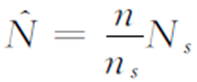 N̂ = n/n_s N_s